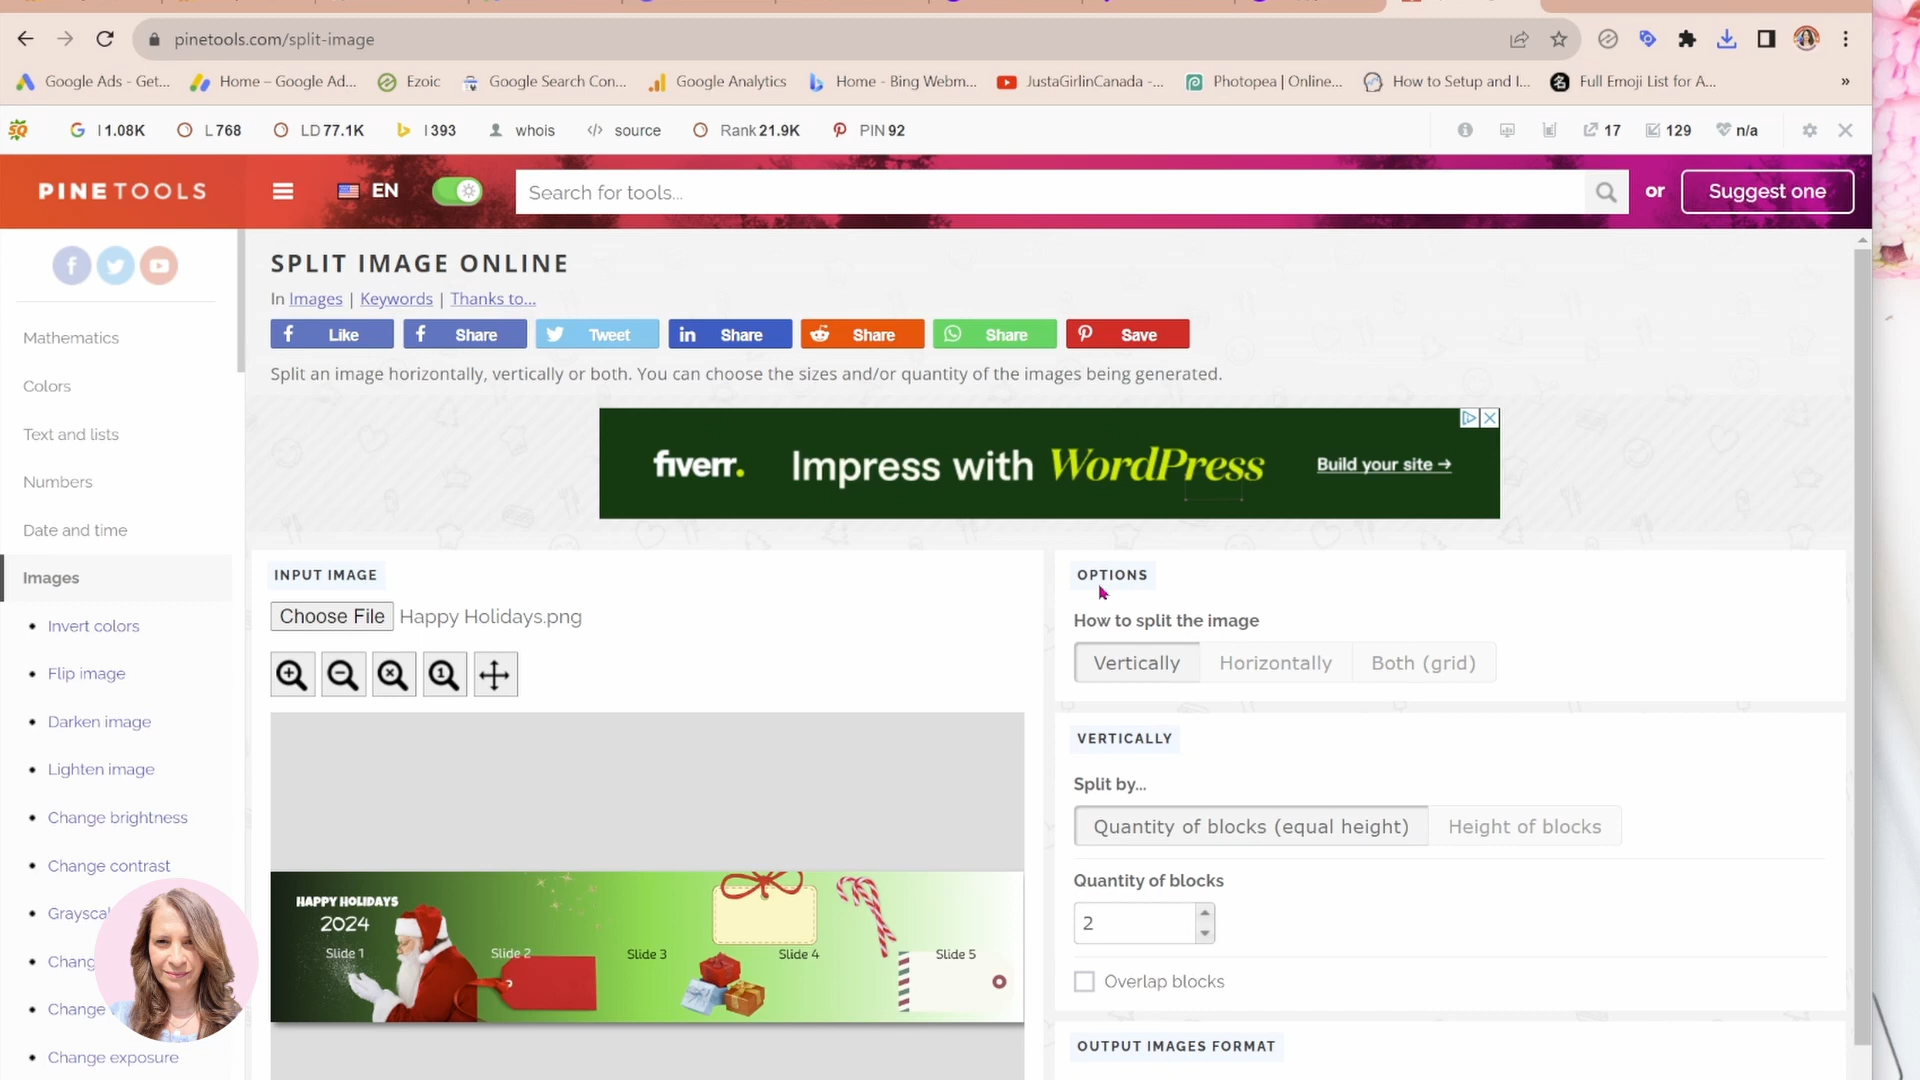 pinetools.com/split-image
Google Ads - Get...
Home – Google Ad...
Ezoic
Google Search Con...
Google Analytics
Home - Bing Webm...
JustaGirlinCanada -...
Photopea | Online...
How to Setup and I...
Full Emoji List for A...
»
SQ
I 1.08K
L 768
LD 77.1K
I 393
whois
</> source
Rank 21.9K
PIN 92
17
129
n/a
PINETOOLS
EN
Search for tools...
or
Suggest one
SPLIT IMAGE ONLINE
In Images | Keywords | Thanks to...
Like
Share
Tweet
Share
Share
Share
Save
Split an image horizontally, vertically or both. You can choose the sizes and/or quantity of the images being generated.
fiverr.
Impress with WordPress
Build your site →
Mathematics
Colors
Text and lists
Numbers
Date and time
Images
Invert colors
Flip image
Darken image
Lighten image
Change brightness
Change contrast
Grayscal
Chang
Change
Change exposure
INPUT IMAGE
Choose File Happy Holidays.png
HAPPY HOLIDAYS
2024
Slide 1
Slide 2
Slide 3
Slide 4
Slide 5
OPTIONS
How to split the image
Vertically
Horizontally
Both (grid)
VERTICALLY
Split by...
Quantity of blocks (equal height)
Height of blocks
Quantity of blocks
2
Overlap blocks
OUTPUT IMAGES FORMAT